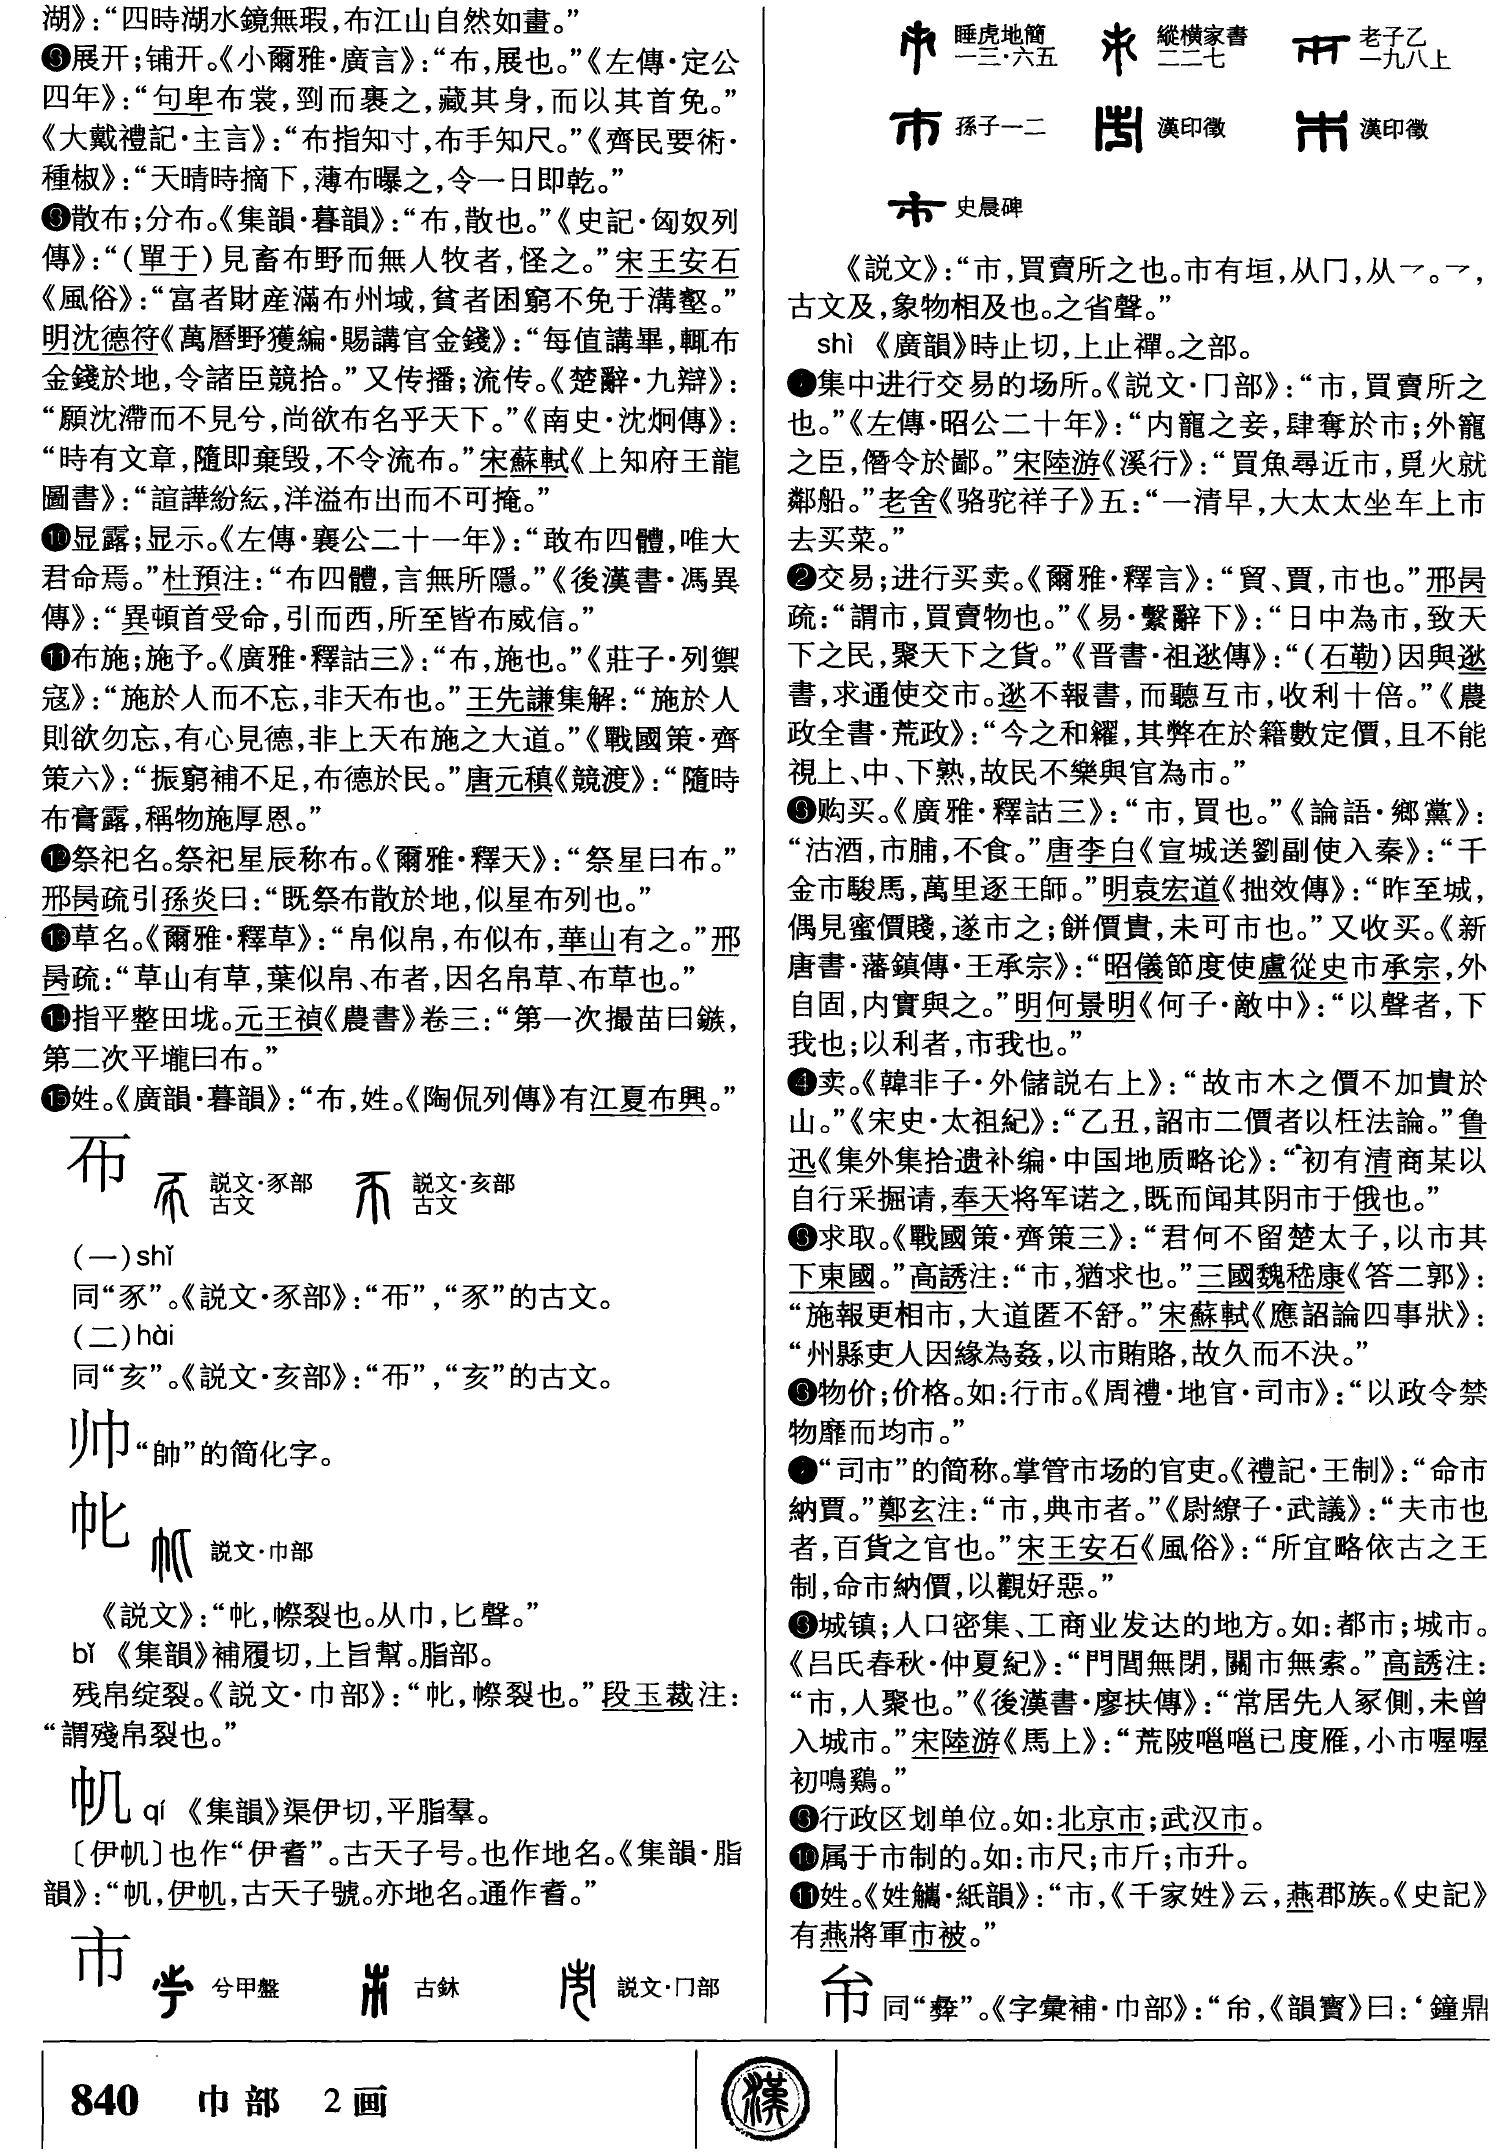 湖》：“四時湖水鏡無瑕，布江山自然如畫。”
❽展开；铺开。《小爾雅·廣言》：“布，展也。”《左傳·定公
四年》：“句卑布裳，剄而裹之，藏其身，而以其首免。”
《大戴禮記·主言》：“布指知寸，布手知尺。”《齊民要術·
種椒》：“天晴時摘下，薄布曝之，令一日即乾。”
❾散布；分布。《集韻·暮韻》：“布，散也。”《史記·匈奴列
傳》：“（單于）見畜布野而無人牧者，怪之。”宋王安石
《風俗》：“富者財産滿布州域，貧者困窮不免于溝壑。”
明沈德符《萬曆野獲編·賜講官金錢》：“每值講畢，輒布
金錢於地，令諸臣競拾。”又传播；流传。《楚辭·九辯》：
“願沈滯而不見兮，尚欲布名乎天下。”《南史·沈炯傳》：
“時有文章，隨即棄毁，不令流布。”宋蘇軾《上知府王龍
圖書》：“諠譁紛紜，洋溢布出而不可掩。”
❿显露；显示。《左傳·襄公二十一年》：“敢布四體，唯大
君命焉。”杜預注：“布四體，言無所隱。”《後漢書·馮異
傳》：“異頓首受命，引而西，所至皆布威信。”
⓫布施；施予。《廣雅·釋詁三》：“布，施也。”《莊子·列禦
寇》：“施於人而不忘，非天布也。”王先謙集解：“施於人
則欲勿忘，有心見德，非上天布施之大道。”《戰國策·齊
策六》：“振窮補不足，布德於民。”唐元稹《競渡》：“隨時
布膏露，稱物施厚恩。”
⓬祭祀名。祭祀星辰称布。《爾雅·釋天》：“祭星曰布。”
邢昺疏引孫炎曰：“既祭布散於地，似星布列也。”
⓭草名。《爾雅·釋草》：“帛似帛，布似布，華山有之。”邢
昺疏：“草山有草，葉似帛、布者，因名帛草、布草也。”
⓮指平整田垅。元王禎《農書》卷三：“第一次撮苗曰鏃，
第二次平壠曰布。”
⓯姓。《廣韻·暮韻》：“布，姓。《陶侃列傳》有江夏布興。”
𠀬 説文·豕部古文 説文·亥部古文
（一）shǐ
同“豕”。《説文·豕部》：“𠀬”，“豕”的古文。
（二）hài
同“亥”。《説文·亥部》：“𠀬”，“亥”的古文。
帅“帥”的简化字。
㠲 説文·巾部
《説文》：“㠲，幯裂也。从巾，匕聲。”
bǐ 《集韻》補履切，上旨幫。脂部。
残帛绽裂。《説文·巾部》：“㠲，幯裂也。”段玉裁注：
“謂殘帛裂也。”
帆 qí 《集韻》渠伊切，平脂羣。
〔伊帆〕也作“伊耆”。古天子号。也作地名。《集韻·脂
韻》：“帆，伊帆，古天子號。亦地名。通作耆。”
市 兮甲盤 古鉥 説文·冂部
睡虎地簡一三·六五 縱横家書二二七 老子乙一九八上
孫子一二 漢印徵 漢印徵
史晨碑
《説文》：“市，買賣所之也。市有垣，从冂，从乛。乛，
古文及，象物相及也。之省聲。”
shì 《廣韻》時止切，上止禪。之部。
❶集中进行交易的场所。《説文·冂部》：“市，買賣所之
也。”《左傳·昭公二十年》：“内寵之妾，肆奪於市；外寵
之臣，僭令於鄙。”宋陸游《溪行》：“買魚尋近市，覓火就
鄰船。”老舍《骆驼祥子》五：“一清早，大太太坐车上市
去买菜。”
❷交易；进行买卖。《爾雅·釋言》：“貿、賈，市也。”邢昺
疏：“謂市，買賣物也。”《易·繫辭下》：“日中為市，致天
下之民，聚天下之貨。”《晋書·祖逖傳》：“（石勒）因與逖
書，求通使交市。逖不報書，而聽互市，收利十倍。”《農
政全書·荒政》：“今之和糴，其弊在於籍數定價，且不能
視上、中、下熟，故民不樂與官為市。”
❸购买。《廣雅·釋詁三》：“市，買也。”《論語·鄉黨》：
“沽酒，市脯，不食。”唐李白《宣城送劉副使入秦》：“千
金市駿馬，萬里逐王師。”明袁宏道《拙效傳》：“昨至城，
偶見蜜價賤，遂市之；餅價貴，未可市也。”又收买。《新
唐書·藩鎮傳·王承宗》：“昭儀節度使盧從史市承宗，外
自固，内實與之。”明何景明《何子·敵中》：“以聲者，下
我也；以利者，市我也。”
❹卖。《韓非子·外儲説右上》：“故市木之價不加貴於
山。”《宋史·太祖紀》：“乙丑，詔市二價者以枉法論。”鲁
迅《集外集拾遗补编·中国地质略论》：“初有清商某以
自行采掘请，奉天将军诺之，既而闻其阴市于俄也。”
❺求取。《戰國策·齊策三》：“君何不留楚太子，以市其
下東國。”高誘注：“市，猶求也。”三國魏嵇康《答二郭》：
“施報更相市，大道匿不舒。”宋蘇軾《應詔論四事狀》：
“州縣吏人因緣為姦，以市賄賂，故久而不決。”
❻物价；价格。如：行市。《周禮·地官·司市》：“以政令禁
物靡而均市。”
❼“司市”的简称。掌管市场的官吏。《禮記·王制》：“命市
納賈。”鄭玄注：“市，典市者。”《尉繚子·武議》：“夫市也
者，百貨之官也。”宋王安石《風俗》：“所宜略依古之王
制，命市納價，以觀好惡。”
❽城镇；人口密集、工商业发达的地方。如：都市；城市。
《吕氏春秋·仲夏紀》：“門閭無閉，關市無索。”高誘注：
“市，人聚也。”《後漢書·廖扶傳》：“常居先人冢側，未曾
入城市。”宋陸游《馬上》：“荒陂嗈嗈已度雁，小市喔喔
初鳴鷄。”
❾行政区划单位。如：北京市；武汉市。
❿属于市制的。如：市尺；市斤；市升。
⓫姓。《姓觿·紙韻》：“市，《千家姓》云，燕郡族。《史記》
有燕將軍市被。”
㠯 同“彝”。《字彙補·巾部》：“，《韻寶》曰：‘鐘鼎
840 巾部 2画
漢